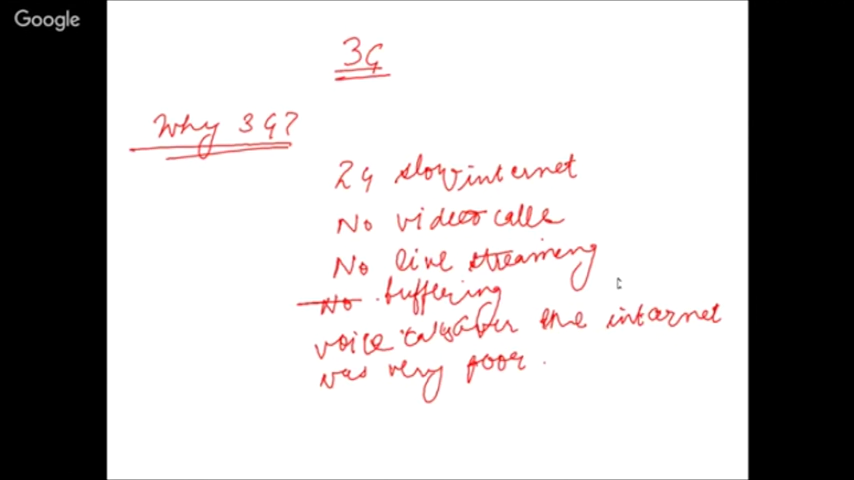 Google
3G
Why 3G?
2G slow internet
No video calls
No live streaming
No buffering
voice over the internet
was very poor.